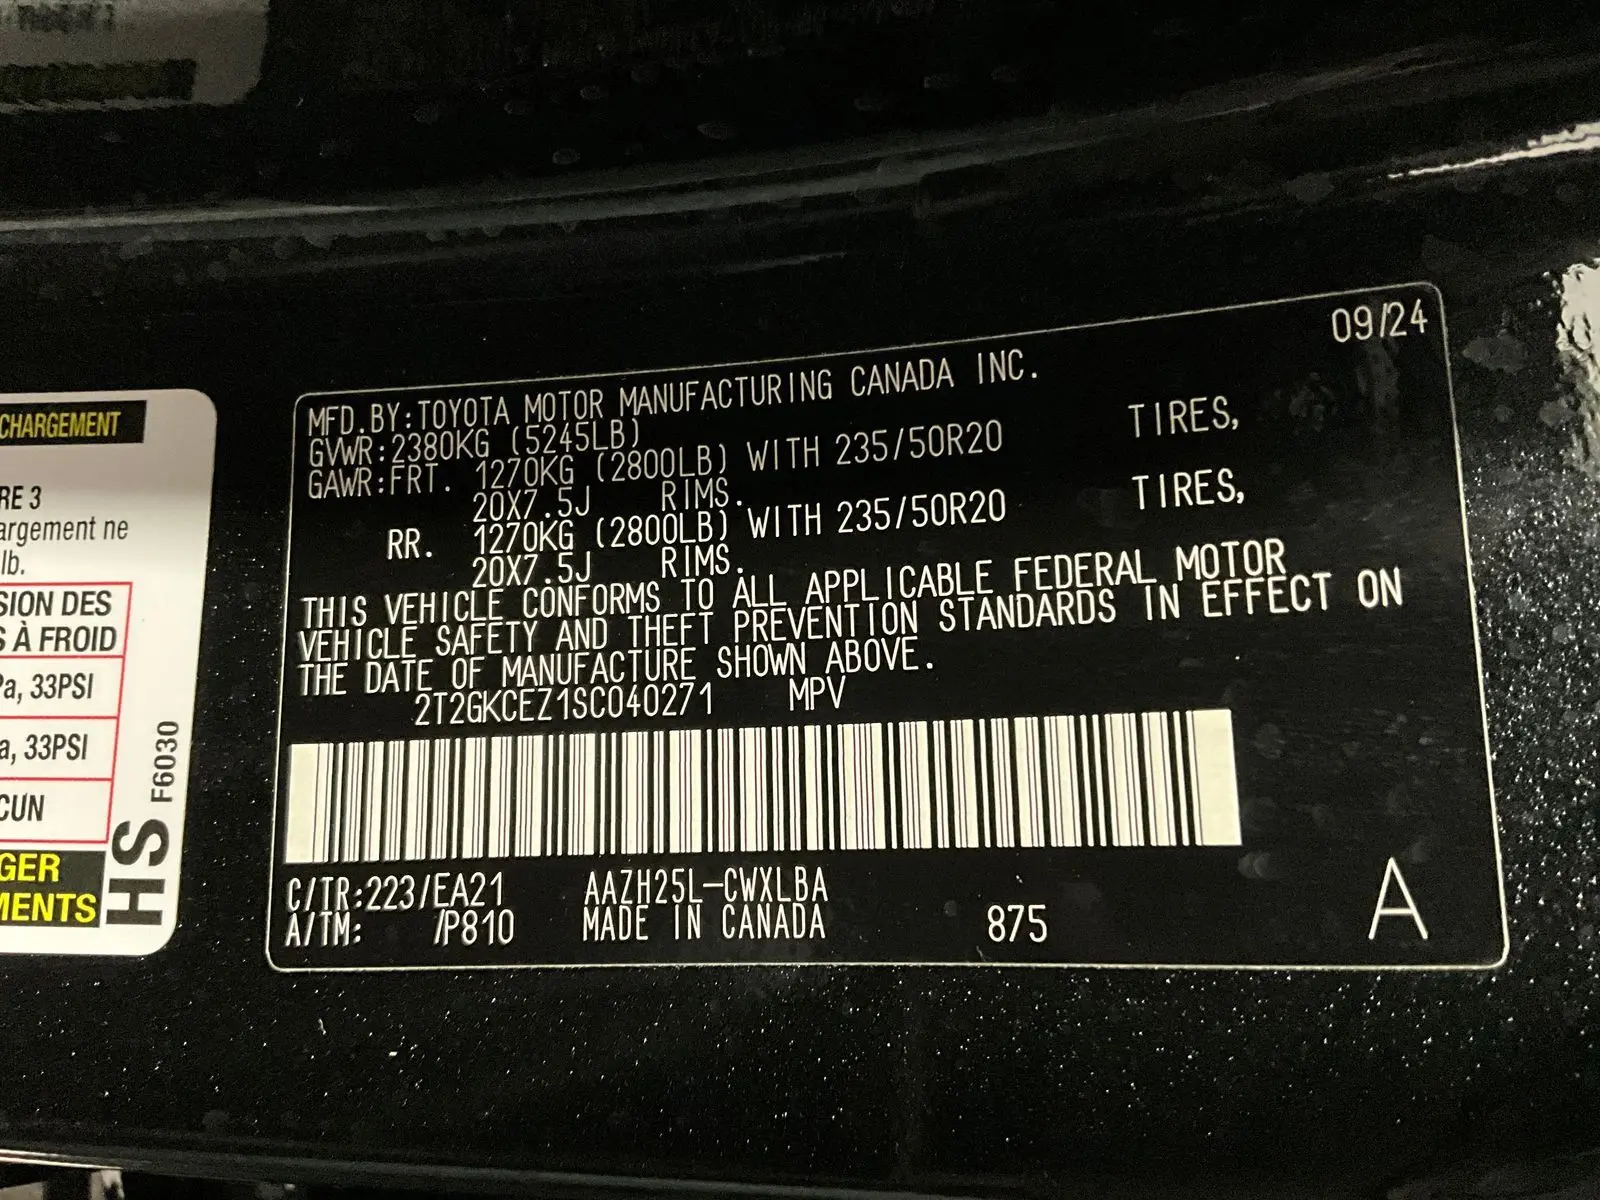 CHARGEMENT
RE 3
argement ne
lb.
SION DES
S À FROID
Pa, 33PSI
a, 33PSI
CUN
GER
MENTS
HS F6030
09/24
MFD.BY:TOYOTA MOTOR MANUFACTURING CANADA INC.
GVWR:2380KG (5245LB)
GAWR:FRT. 1270KG (2800LB) WITH 235/50R20 TIRES,
20X7.5J RIMS.
RR. 1270KG (2800LB) WITH 235/50R20 TIRES,
20X7.5J RIMS.
THIS VEHICLE CONFORMS TO ALL APPLICABLE FEDERAL MOTOR
VEHICLE SAFETY AND THEFT PREVENTION STANDARDS IN EFFECT ON
THE DATE OF MANUFACTURE SHOWN ABOVE.
2T2GKCEZ1SC040271 MPV
C/TR:223/EA21 AAZH25L-CWXLBA
A/TM: /P810 MADE IN CANADA 875 A